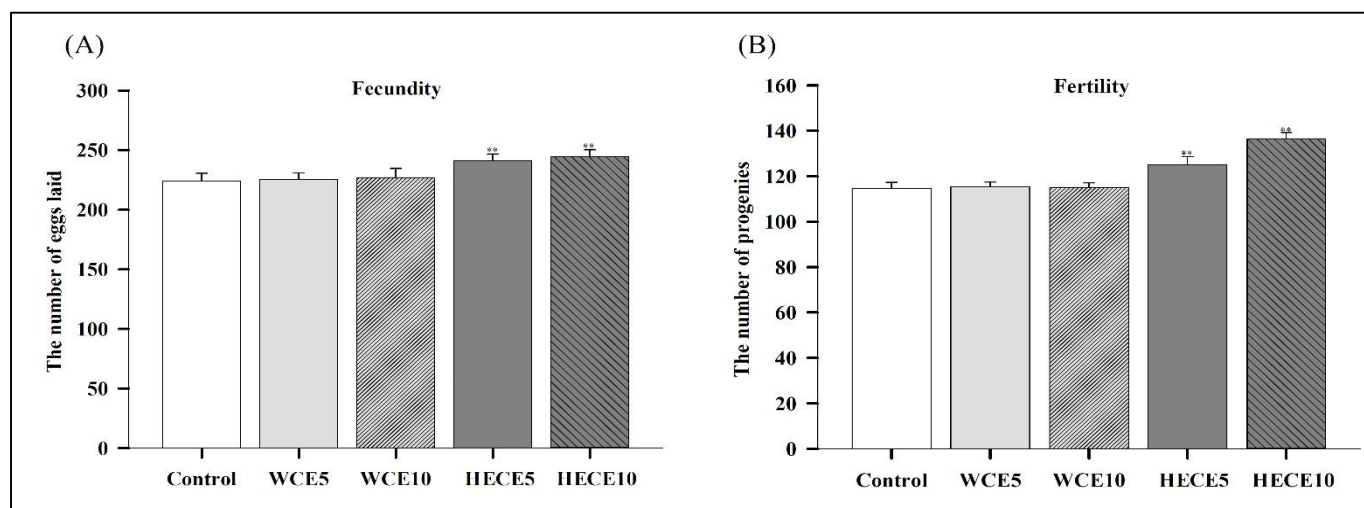 (A)
Fecundity
The number of eggs laid
300
250
200
150
100
50
0
**
**
Control WCE5 WCE10 HECE5 HECE10
(B)
Fertility
The number of progenies
160
140
120
100
80
60
40
20
0
**
**
Control WCE5 WCE10 HECE5 HECE10